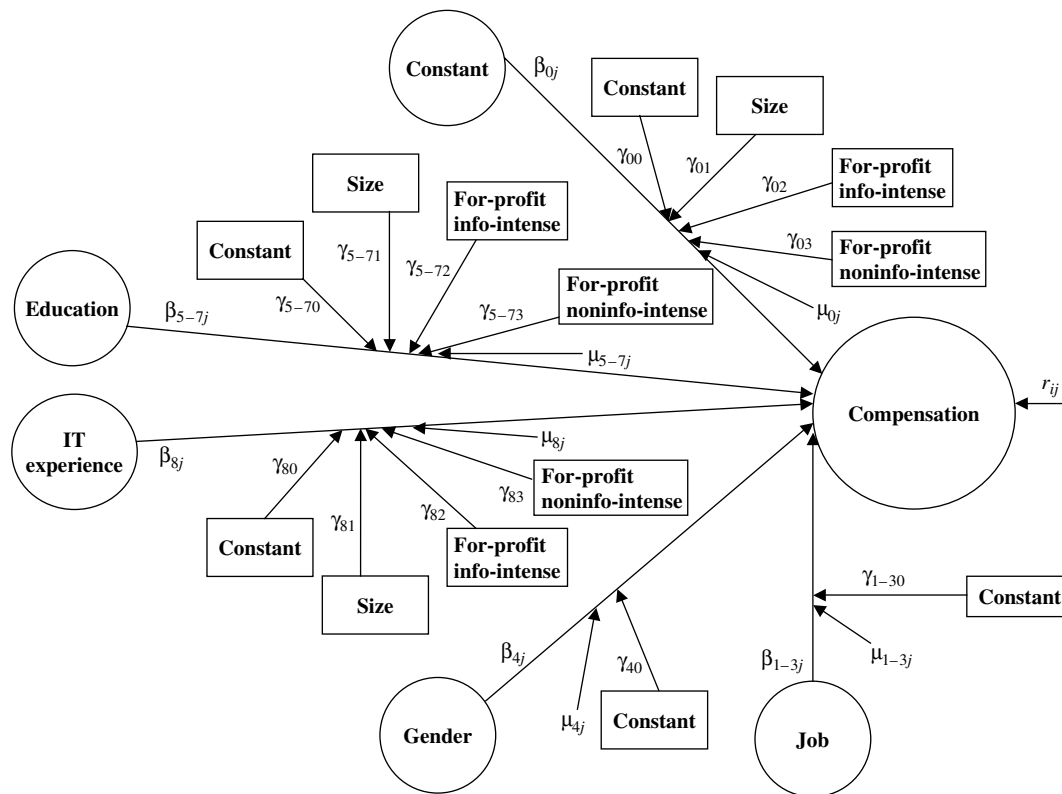 Constant
β0j
Constant
Size
γ00
γ01
γ02
For-profit
info-intense
γ03
For-profit
noninfo-intense
μ0j
Size
For-profit
info-intense
Constant
γ5–71
γ5–72
γ5–70
γ5–73
For-profit
noninfo-intense
Education
β5–7j
μ5–7j
Compensation
rij
IT
experience
β8j
μ8j
γ80
γ81
γ82
γ83
For-profit
noninfo-intense
Constant
For-profit
info-intense
Size
γ1–30
Constant
μ1–3j
β1–3j
β4j
γ40
μ4j
Constant
Gender
Job